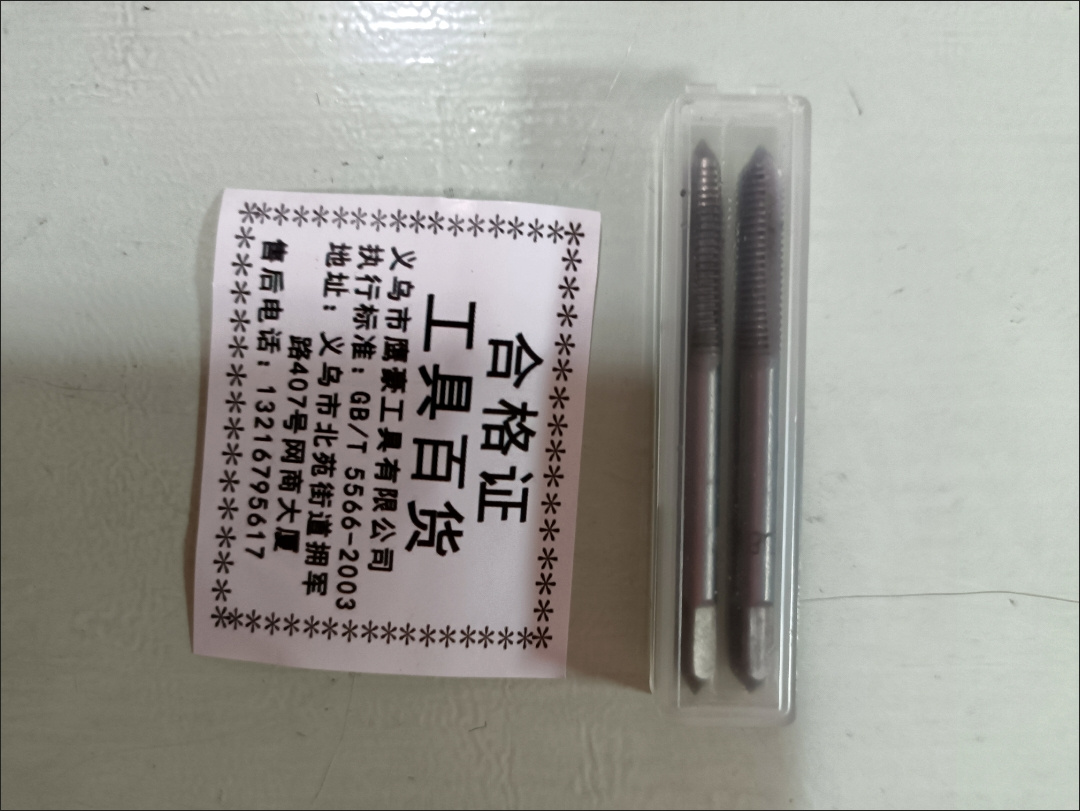 合格证
工具百货
义乌市鹰豪工具有限公司
执行标准：GB/T 5566-2003
地址：义乌市北苑街道拥军
路407号网商大厦
售后电话：13216795617